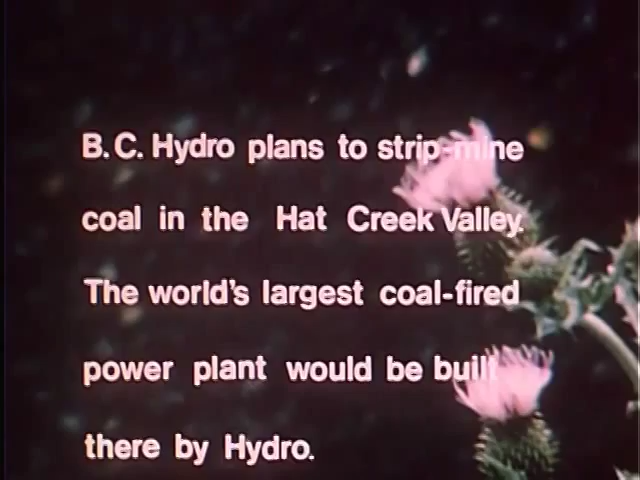 B.C. Hydro plans to strip-mine
coal in the Hat Creek Valley.
The world's largest coal-fired
power plant would be built
there by Hydro.